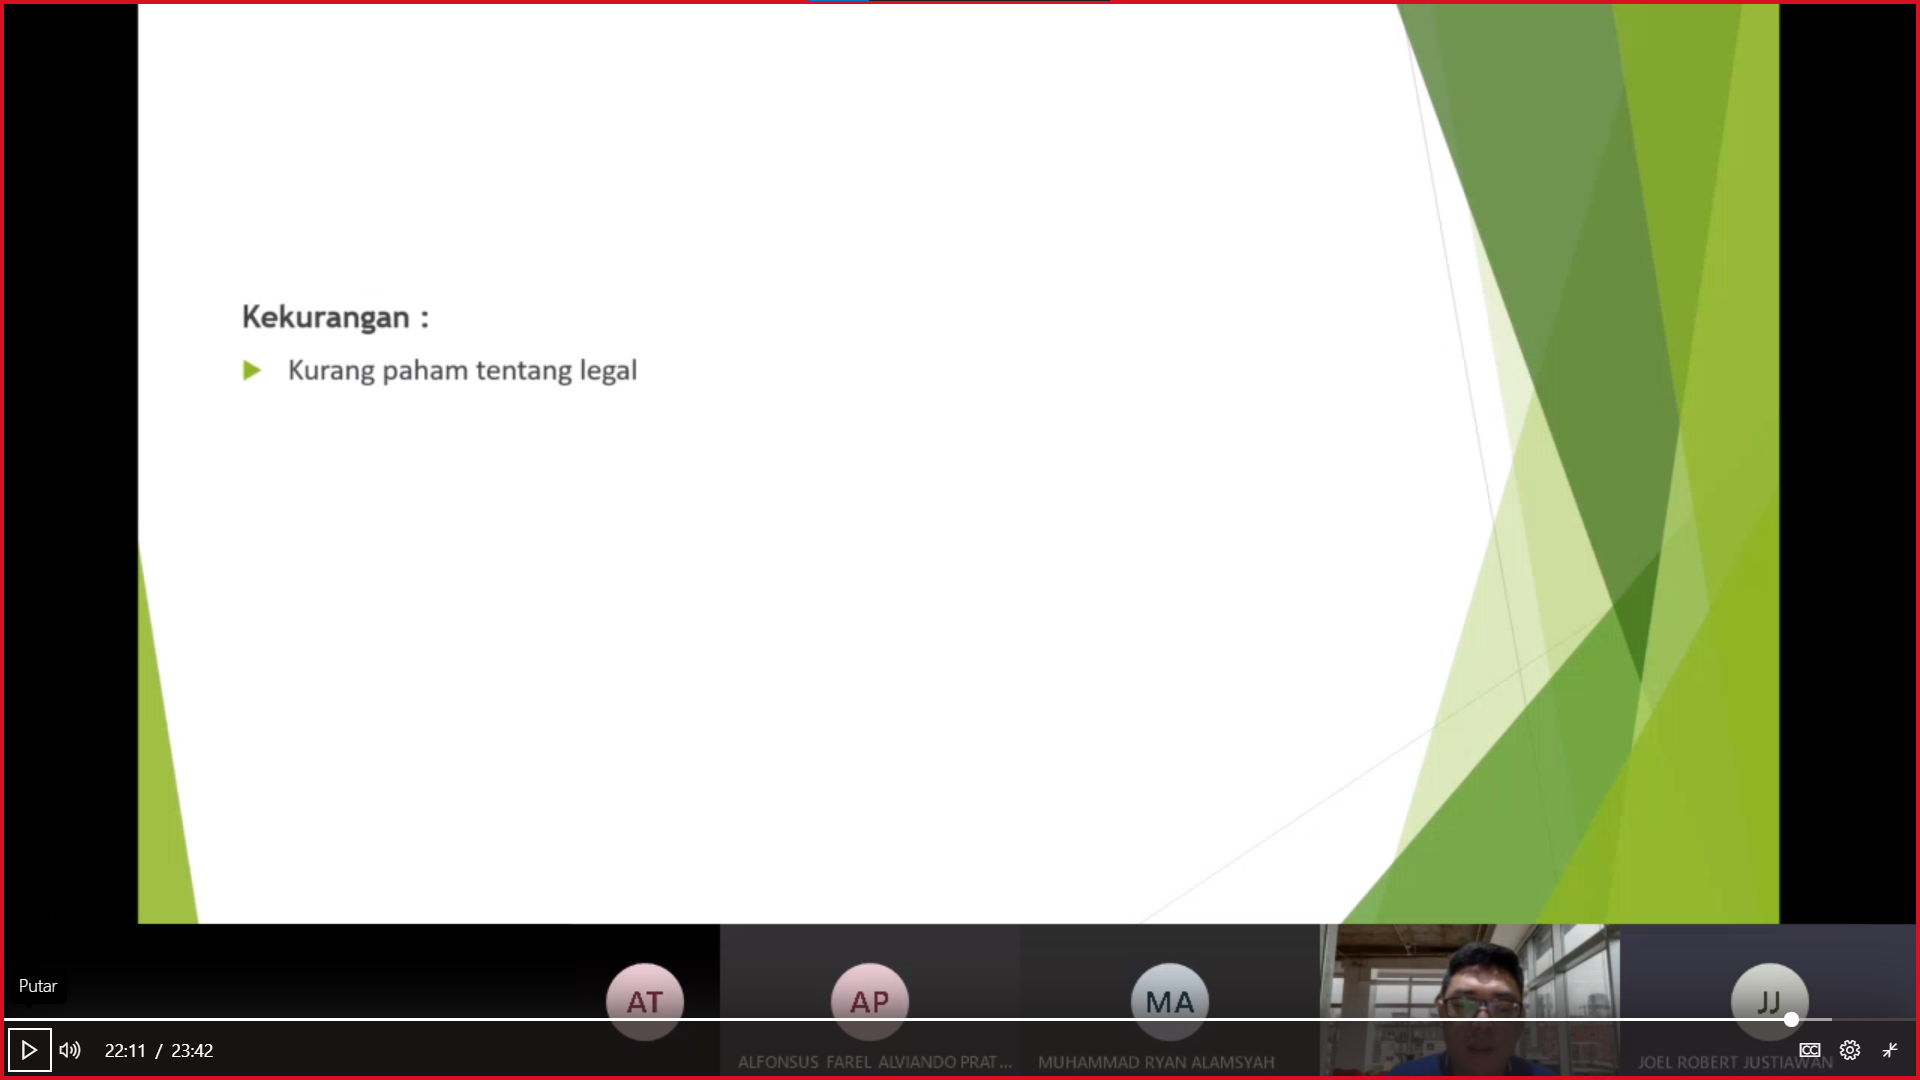 Kekurangan :
Kurang paham tentang legal
AT
AP
MA
JJ
Putar
ALFONSUS FAREL ALVIANDO PRAT...
MUHAMMAD RYAN ALAMSYAH
JOEL ROBERT JUSTIAWAN
22:11 / 23:42
CC